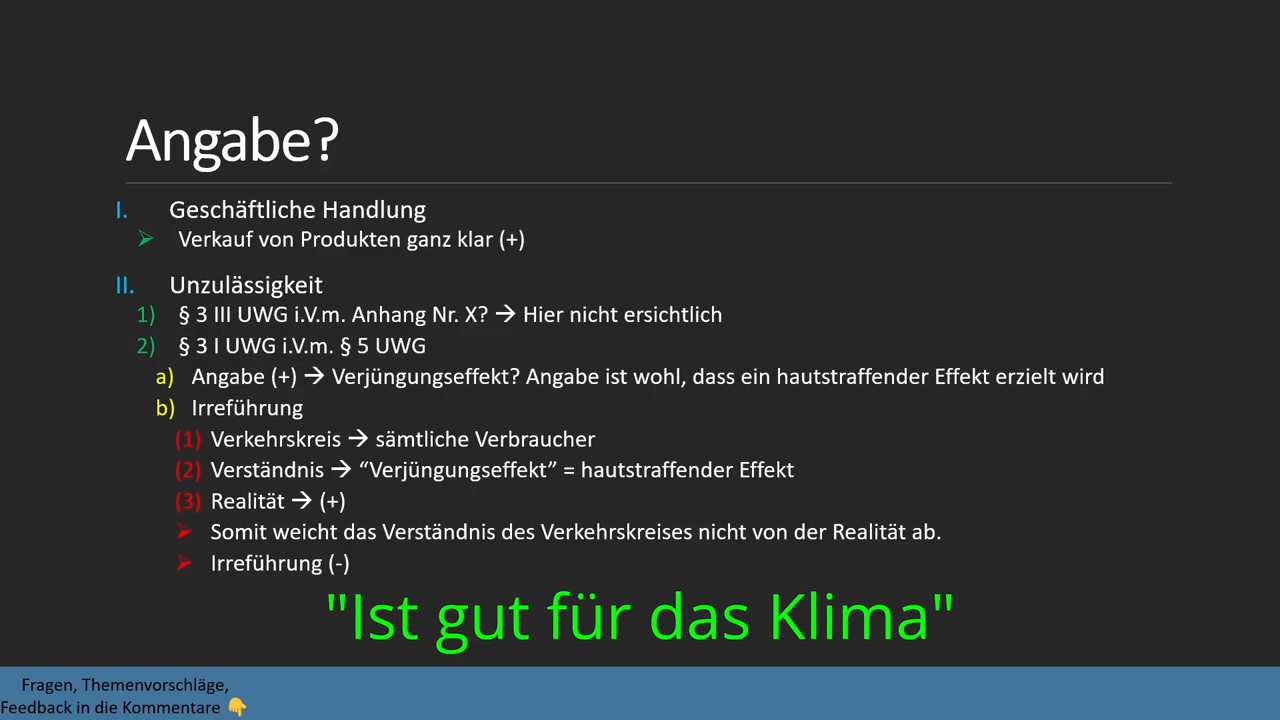 Angabe?
I. Geschäftliche Handlung
Verkauf von Produkten ganz klar (+)
II. Unzulässigkeit
1) § 3 III UWG i.V.m. Anhang Nr. X? → Hier nicht ersichtlich
2) § 3 I UWG i.V.m. § 5 UWG
a) Angabe (+) → Verjüngungseffekt? Angabe ist wohl, dass ein hautstraffender Effekt erzielt wird
b) Irreführung
(1) Verkehrskreis → sämtliche Verbraucher
(2) Verständnis → “Verjüngungseffekt” = hautstraffender Effekt
(3) Realität → (+)
Somit weicht das Verständnis des Verkehrskreises nicht von der Realität ab.
Irreführung (-)
"Ist gut für das Klima"
Fragen, Themenvorschläge,
Feedback in die Kommentare 👇